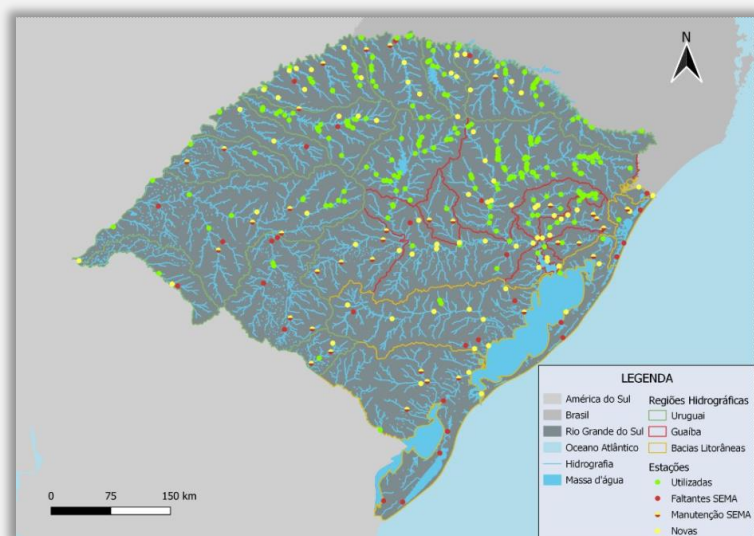 N
0 75 150 km
LEGENDA
América do Sul
Brasil
Rio Grande do Sul
Oceano Atlântico
Hidrografia
Massa d'água
Regiões Hidrográficas
Uruguai
Guaíba
Bacias Litorâneas
Estações
Utilizadas
Faltantes SEMA
Manutenção SEMA
Novas